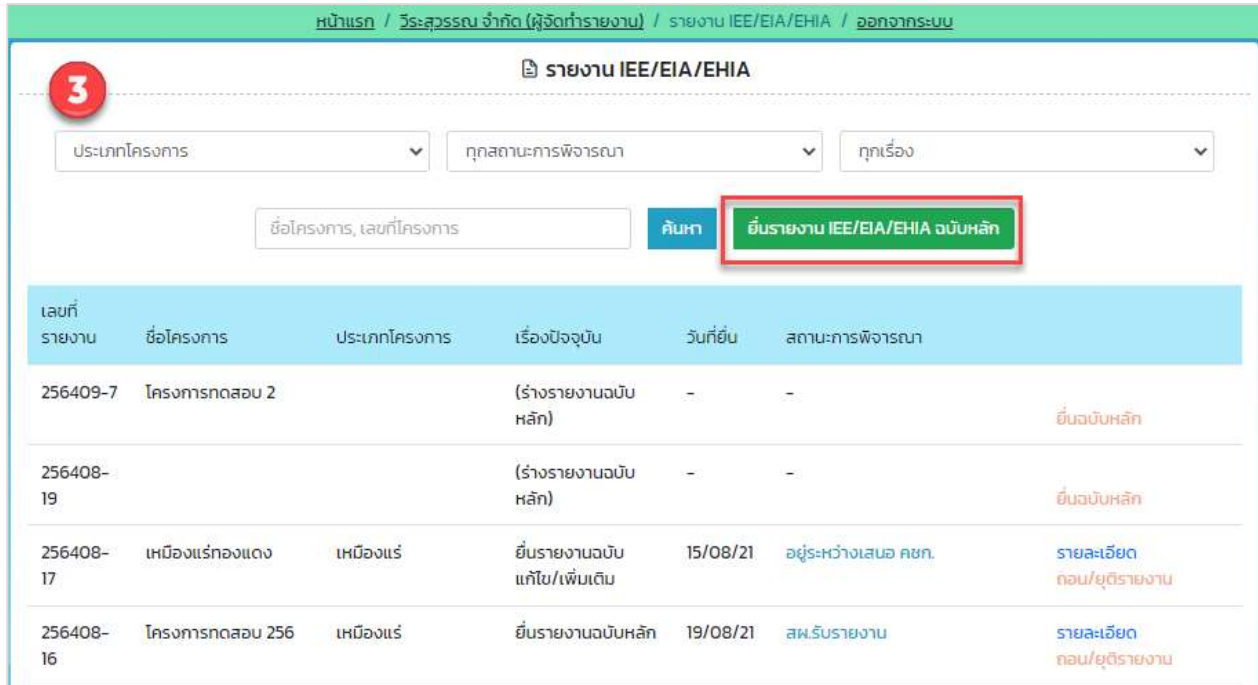 หน้าแรก / วีระสุวรรณ จำกัด (ผู้จัดทำรายงาน) / รายงาน IEE/EIA/EHIA / ออกจากระบบ
รายงาน IEE/EIA/EHIA
3
ประเภทโครงการ ทุกสถานะการพิจารณา ทุกเรื่อง
ชื่อโครงการ, เลขที่โครงการ ค้นหา ยื่นรายงาน IEE/EIA/EHIA ฉบับหลัก
เลขที่
รายงาน ชื่อโครงการ ประเภทโครงการ เรื่องปัจจุบัน วันที่ยื่น สถานะการพิจารณา
256409-7 โครงการทดสอบ 2 (ร่างรายงานฉบับ - -
หลัก) ยื่นฉบับหลัก
256408- (ร่างรายงานฉบับ - -
19 หลัก) ยื่นฉบับหลัก
256408- เหมืองแร่ทองแดง เหมืองแร่ ยื่นรายงานฉบับ 15/08/21 อยู่ระหว่างเสนอ คชก. รายละเอียด
17 แก้ไข/เพิ่มเติม ถอน/ยุติรายงาน
256408- โครงการทดสอบ 256 เหมืองแร่ ยื่นรายงานฉบับหลัก 19/08/21 สผ.รับรายงาน รายละเอียด
16 ถอน/ยุติรายงาน